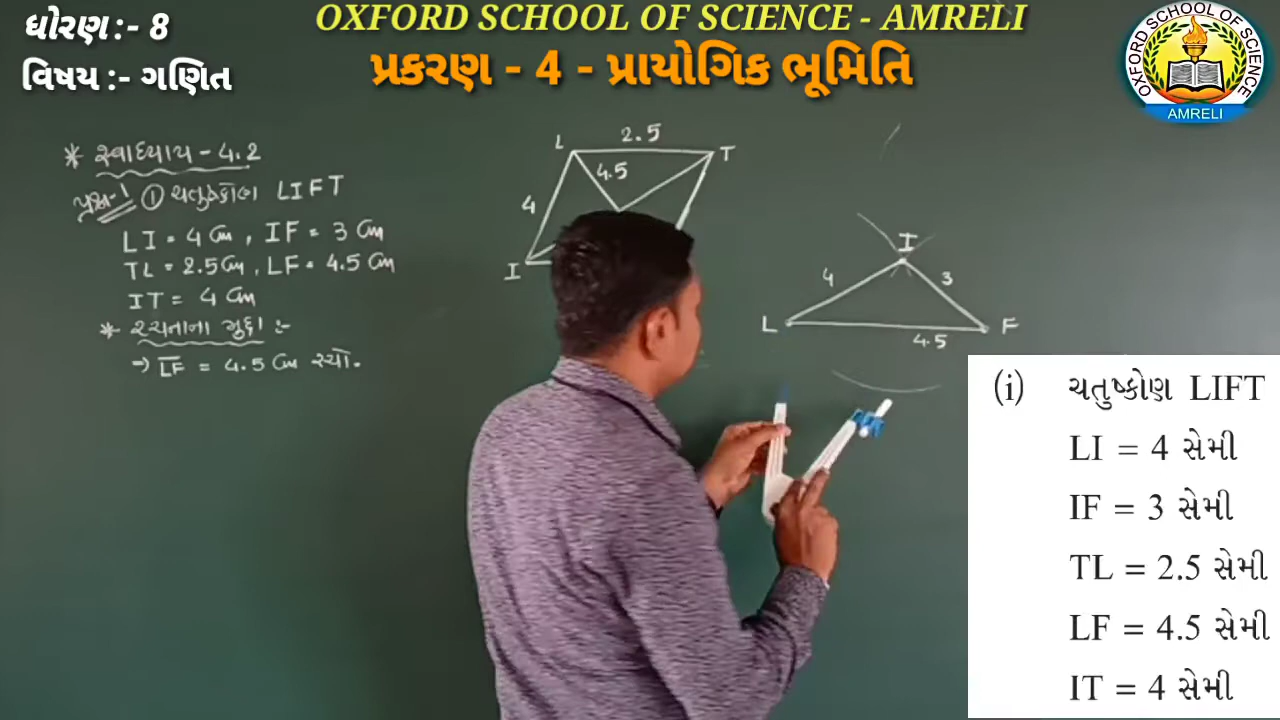 ધોરણ :- 8
વિષય :- ગણિત
OXFORD SCHOOL OF SCIENCE - AMRELI
પ્રકરણ - 4 - પ્રાયોગિક ભૂમિતિ
OXFORD SCHOOL OF SCIENCE
AMRELI
* સ્વાધ્યાય - 4.2
પ્રશ્ન-1 ① ચતુષ્કોણ LIFT
LI = 4 Cm, IF = 3 Cm
TL = 2.5 Cm, LF = 4.5 Cm
IT = 4 Cm
* રચનાના મુદ્દા :-
→ LF = 4.5 Cm રચો.
L 2.5 T
4.5
4
I
I
4 3
L F
4.5
(i) ચતુષ્કોણ LIFT
LI = 4 સેમી
IF = 3 સેમી
TL = 2.5 સેમી
LF = 4.5 સેમી
IT = 4 સેમી